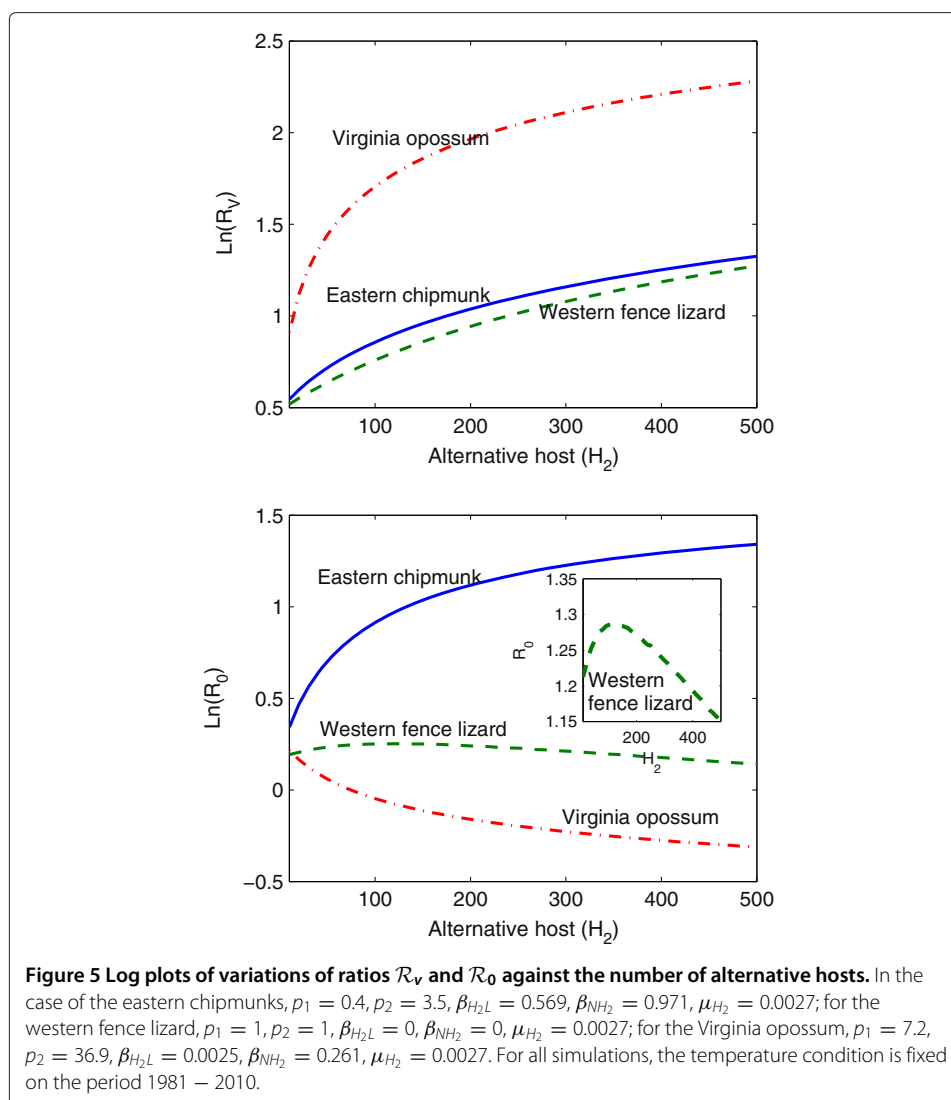 2.5
2
1.5
1
0.5
Ln(R_V)
Virginia opossum
Eastern chipmunk
Western fence lizard
100 200 300 400 500
Alternative host (H_2)
1.5
1
0.5
0
−0.5
Ln(R_0)
Eastern chipmunk
Western fence lizard
Virginia opossum
1.35
1.3
1.25
1.2
1.15
R_0
Western
fence lizard
200 400
H_2
100 200 300 400 500
Alternative host (H_2)
Figure 5 Log plots of variations of ratios R_v and R_0 against the number of alternative hosts. In the
case of the eastern chipmunks, p_1 = 0.4, p_2 = 3.5, β_{H_2L} = 0.569, β_{NH_2} = 0.971, μ_{H_2} = 0.0027; for the
western fence lizard, p_1 = 1, p_2 = 1, β_{H_2L} = 0, β_{NH_2} = 0, μ_{H_2} = 0.0027; for the Virginia opossum, p_1 = 7.2,
p_2 = 36.9, β_{H_2L} = 0.0025, β_{NH_2} = 0.261, μ_{H_2} = 0.0027. For all simulations, the temperature condition is fixed
on the period 1981 − 2010.